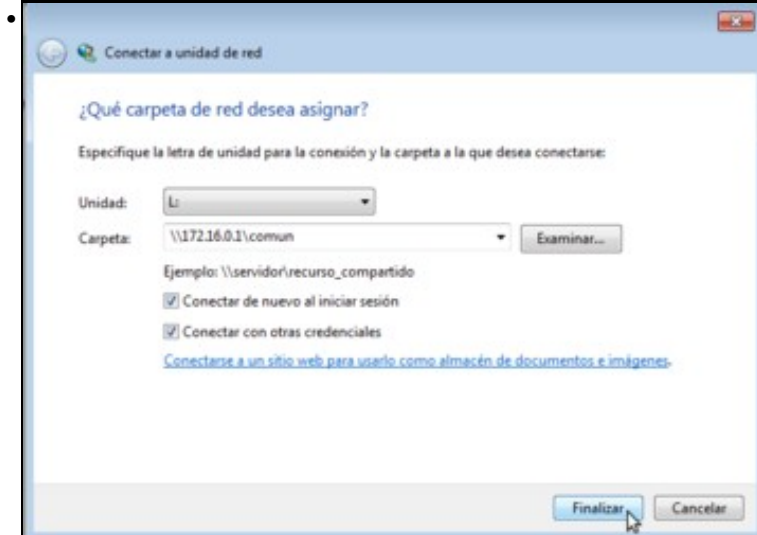 Conectar a unidad de red
¿Qué carpeta de red desea asignar?
Especifique la letra de unidad para la conexión y la carpeta a la que desea conectarse:
Unidad: L:
Carpeta: \\172.16.0.1\comun Examinar...
Ejemplo: \\servidor\recurso_compartido
Conectar de nuevo al iniciar sesión
Conectar con otras credenciales
Conectarse a un sitio web para usarlo como almacén de documentos e imágenes.
Finalizar Cancelar